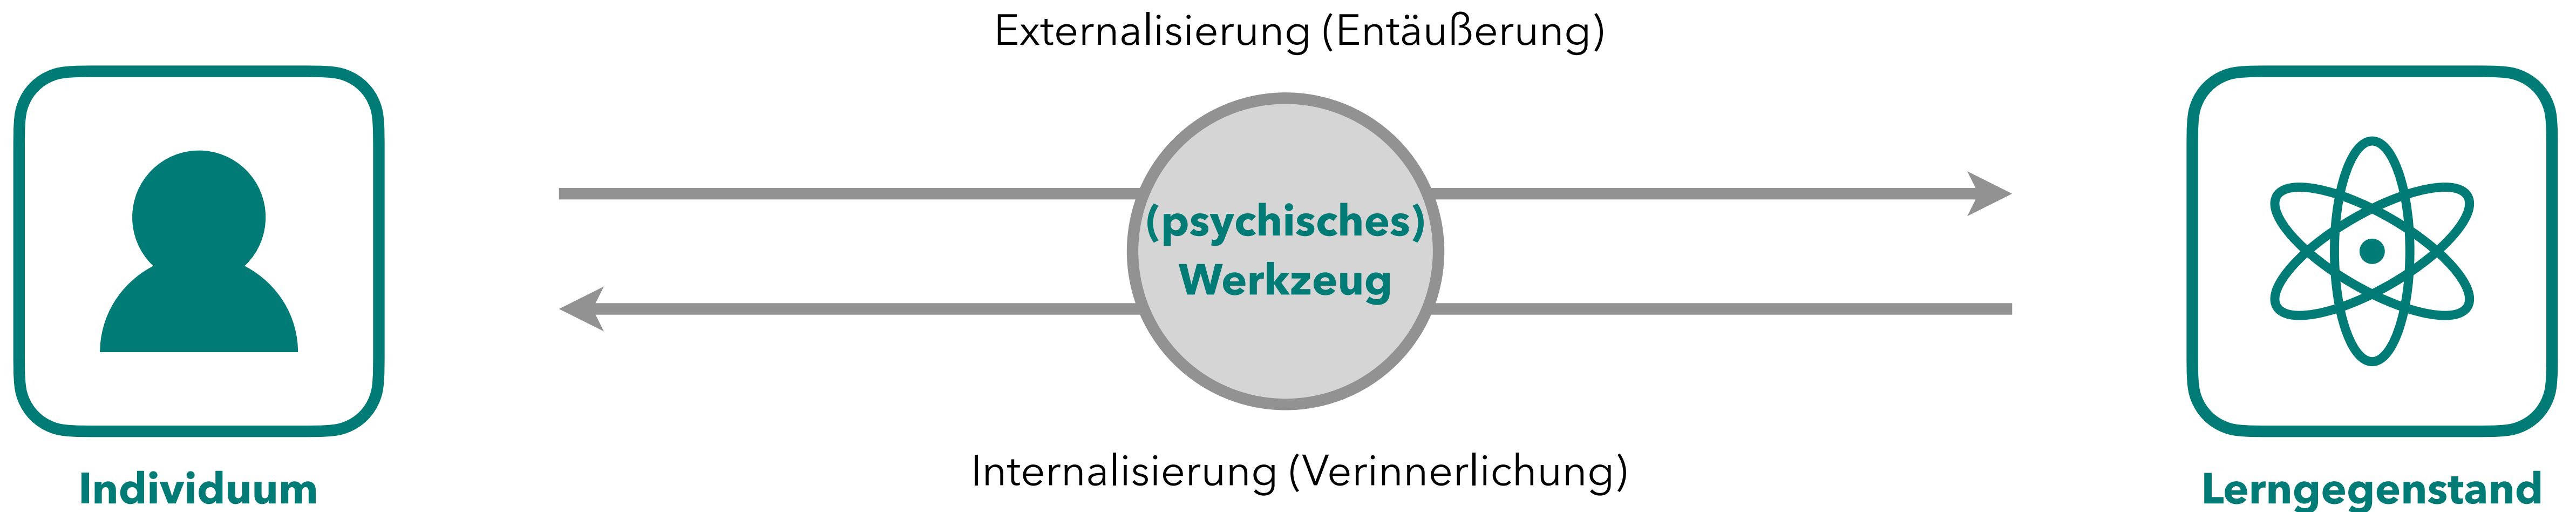 Externalisierung (Entäußerung)
(psychisches)
Werkzeug
Internalisierung (Verinnerlichung)
Individuum
Lerngegenstand